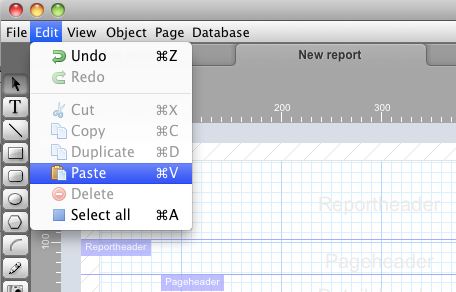 File Edit View Object Page Database
New report
Undo ⌘Z
Redo
Cut ⌘X
Copy ⌘C
Duplicate ⌘D
Paste ⌘V
Delete
Select all ⌘A
T
200 300
100
Reportheader
Reportheader
Pageheader
Pageheader